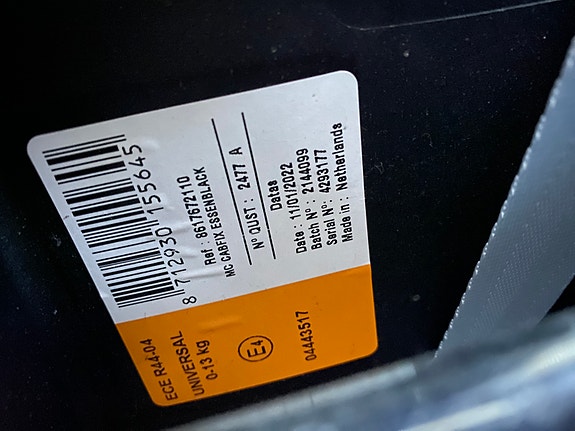 8 712930 155645
Ref : 8617672110
MC CABFIX ESSENBLACK
N° QUST : 2477 A
Datas
Date : 11/01/2022
Batch N° : 2144099
Serial N° : 4293177
Made in : Netherlands
ECE R44-04
UNIVERSAL
0-13 kg
E4
04443517